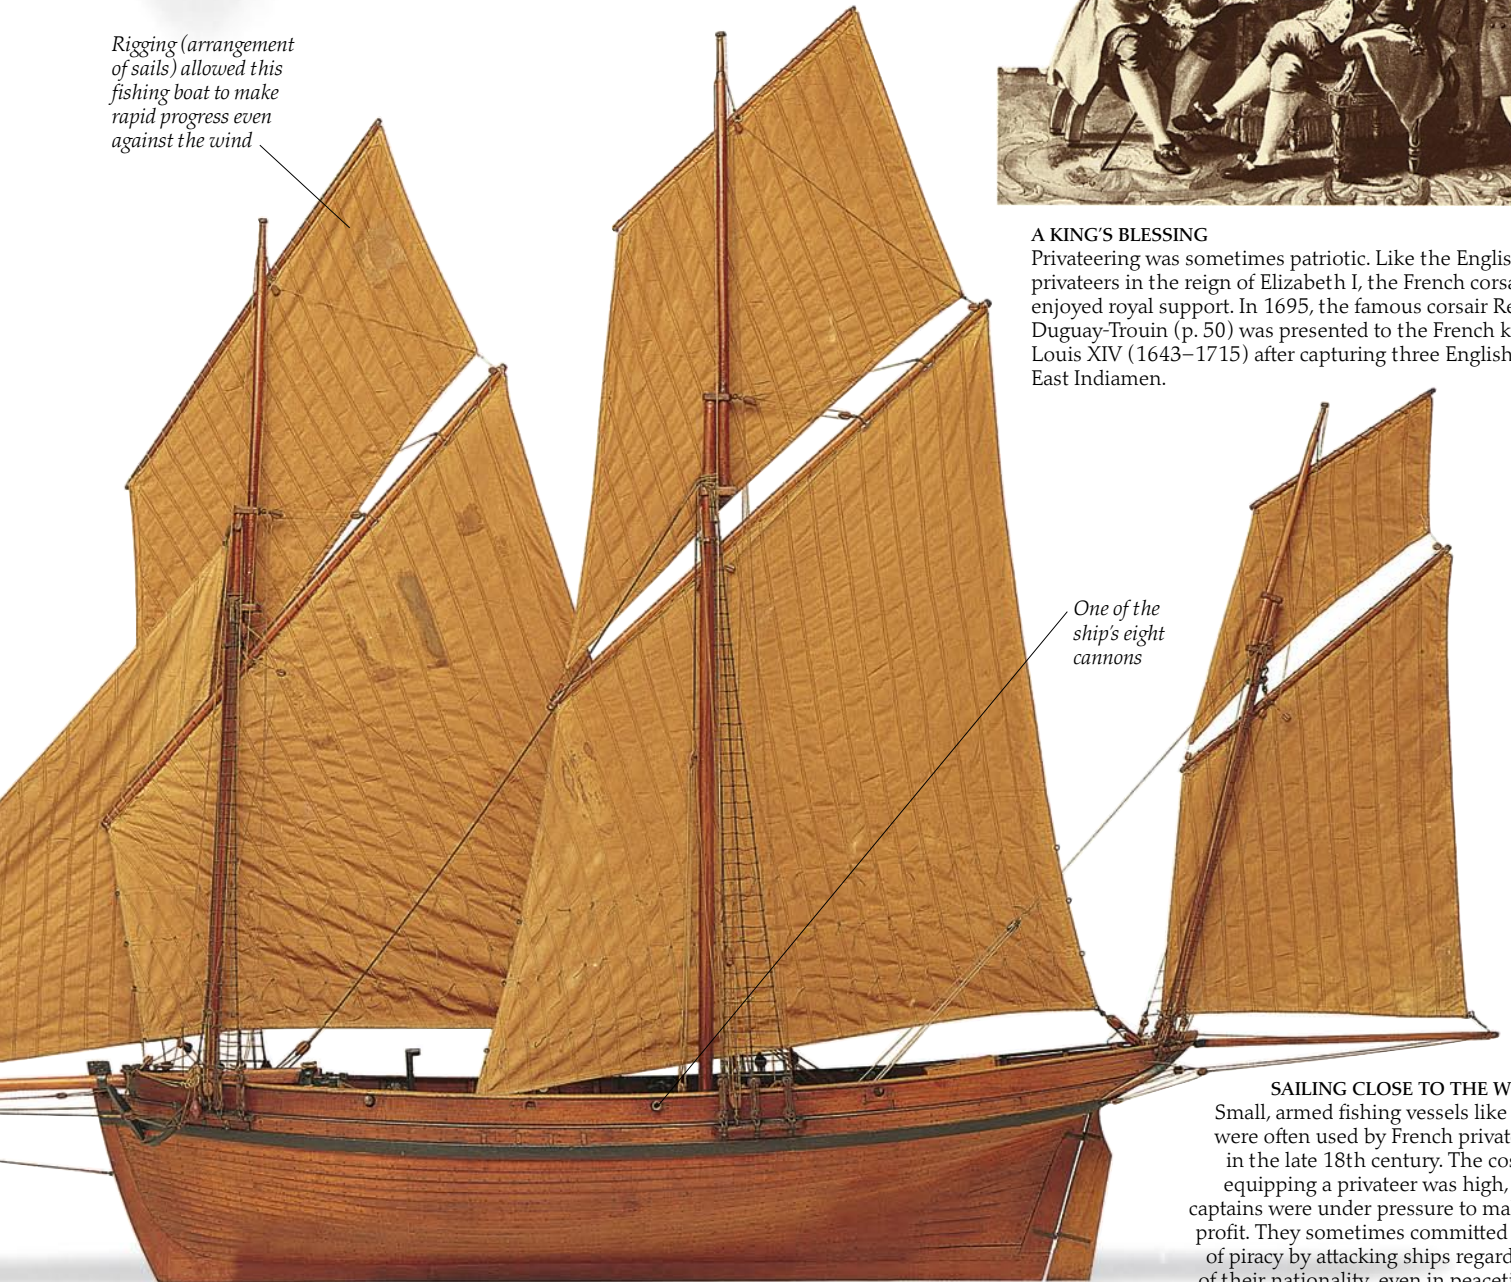 Rigging (arrangement
of sails) allowed this
fishing boat to make
rapid progress even
against the wind
A KING'S BLESSING
Privateering was sometimes patriotic. Like the
privateers in the reign of Elizabeth I, the French
enjoyed royal support. In 1695, the famous corsair
Duguay-Trouin (p. 50) was presented to the French
Louis XIV (1643–1715) after capturing three English
East Indiamen.
One of the
ship's eight
cannons
SAILING CLOSE TO THE
Small, armed fishing vessels like
were often used by French
in the late 18th century. The
equipping a privateer was high,
captains were under pressure to
profit. They sometimes committed
of piracy by attacking ships
of their nationality, even in